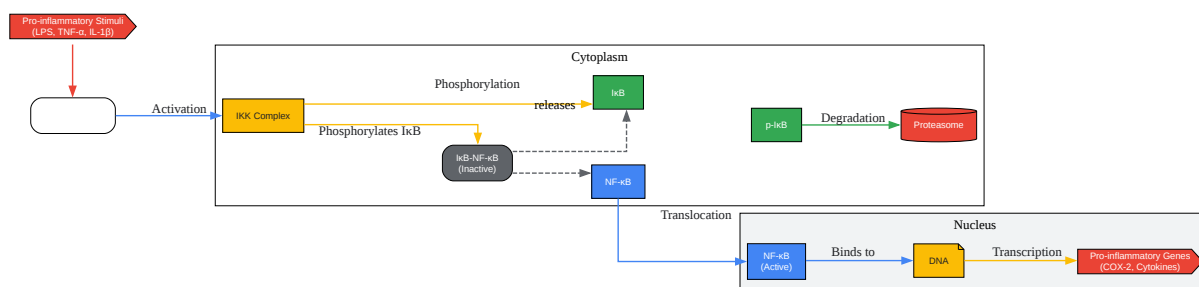 Pro-inflammatory Stimuli
(LPS, TNF-α, IL-1β)
Cytoplasm
Phosphorylation
IκB
Activation
IKK Complex
releases
Phosphorylates IκB
p-IκB
Degradation
Proteasome
IκB-NF-κB
(Inactive)
NF-κB
Translocation
Nucleus
NF-κB
(Active)
Binds to
DNA
Transcription
Pro-inflammatory Genes
(COX-2, Cytokines)